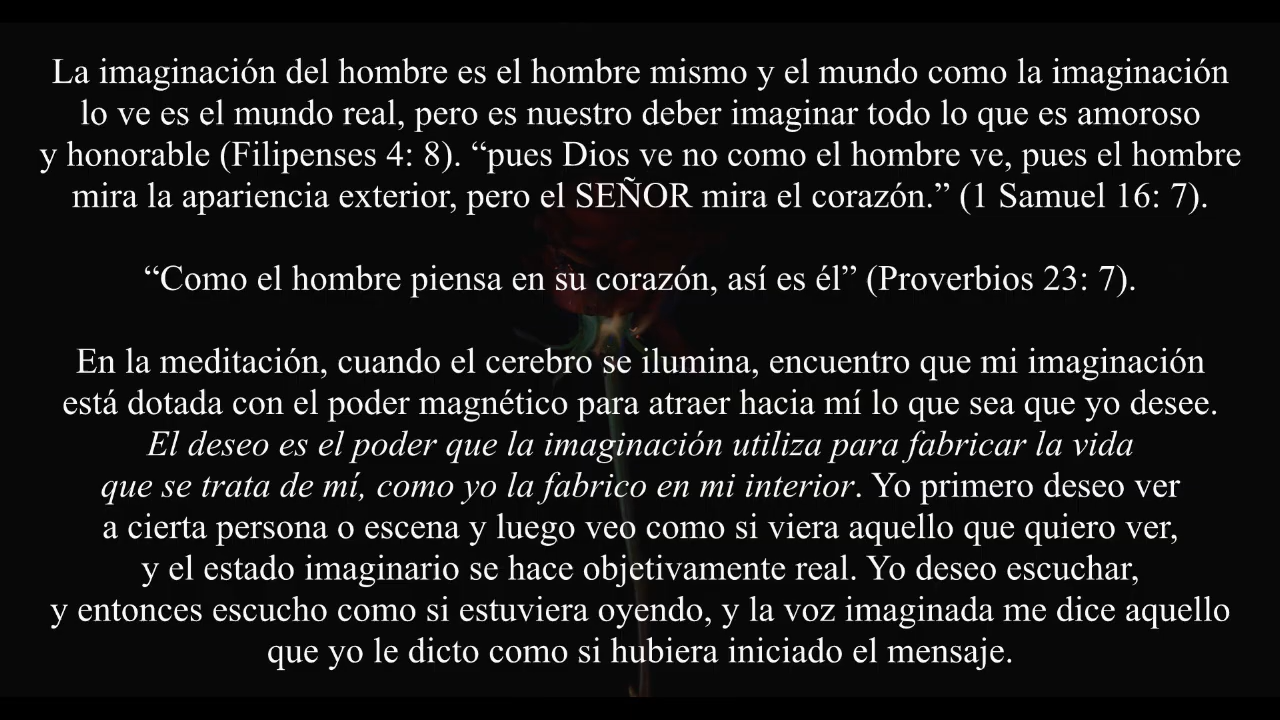 La imaginación del hombre es el hombre mismo y el mundo como la imaginación
lo ve es el mundo real, pero es nuestro deber imaginar todo lo que es amoroso
y honorable (Filipenses 4: 8). “pues Dios ve no como el hombre ve, pues el hombre
mira la apariencia exterior, pero el SEÑOR mira el corazón.” (1 Samuel 16: 7).
“Como el hombre piensa en su corazón, así es él” (Proverbios 23: 7).
En la meditación, cuando el cerebro se ilumina, encuentro que mi imaginación
está dotada con el poder magnético para atraer hacia mí lo que sea que yo desee.
El deseo es el poder que la imaginación utiliza para fabricar la vida
que se trata de mí, como yo la fabrico en mi interior. Yo primero deseo ver
a cierta persona o escena y luego veo como si viera aquello que quiero ver,
y el estado imaginario se hace objetivamente real. Yo deseo escuchar,
y entonces escucho como si estuviera oyendo, y la voz imaginada me dice aquello
que yo le dicto como si hubiera iniciado el mensaje.